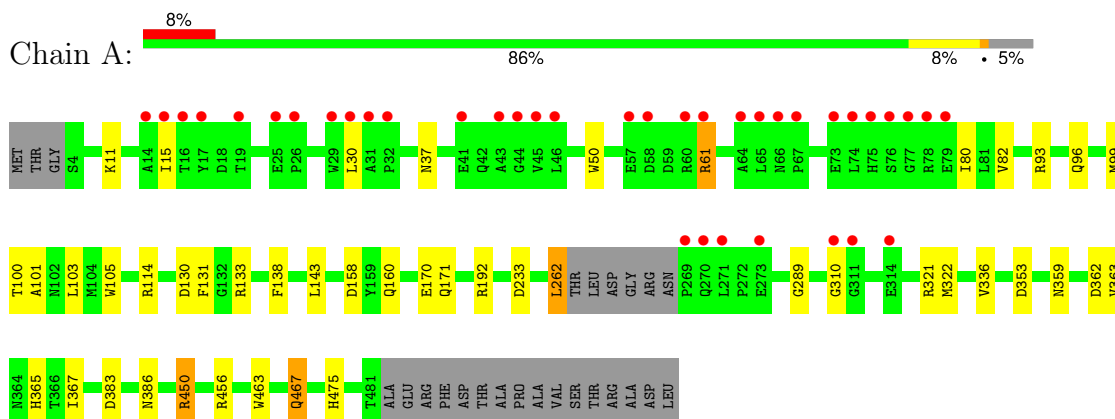 8%
Chain A:
86% 8% • 5%
MET THR GLY S4 K11 A14 I15 T16 Y17 D18 T19 E25 P26 W29 L30 A31 P32 N37 E41 Q42 A43 G44 V45 L46 W50 E57 D58 D59 R60 R61 A64 L65 N66 P67 E73 L74 H75 S76 G77 R78 E79 I80 L81 V82 R93 Q96 M99
T100 A101 N102 L103 M104 W105 R114 D130 F131 G132 R133 F138 L143 D158 Y159 Q160 E170 Q171 R192 D233 L262 THR LEU ASP GLY ARG ASN P269 Q270 L271 P272 E273 G289 G310 G311 E314 R321 M322 V336 D353 N359 D362 V363
N364 H365 T366 I367 D383 N386 R450 R456 W463 Q467 H475 T481 ALA GLU ARG PHE ASP THR ALA PRO ALA VAL SER THR ARG ALA ASP LEU